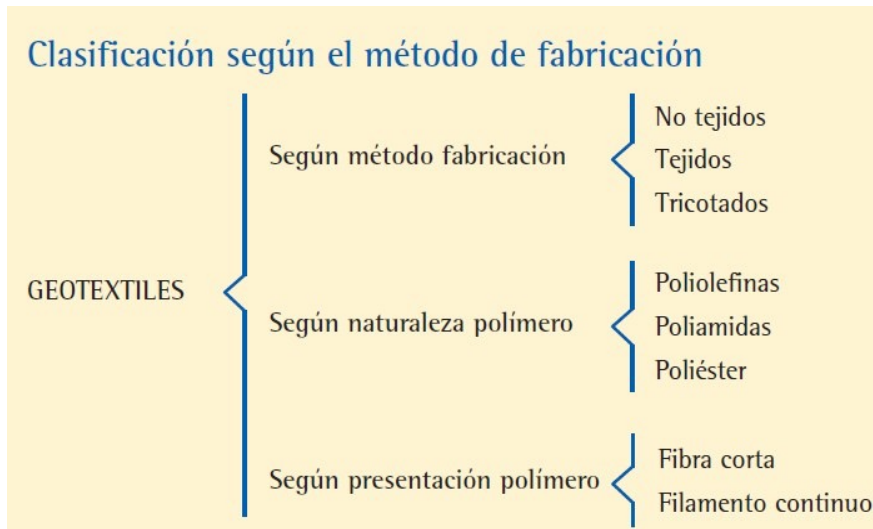 Clasificación según el método de fabricación
GEOTEXTILES
Según método fabricación
No tejidos
Tejidos
Tricotados
Según naturaleza polímero
Poliolefinas
Poliamidas
Poliéster
Según presentación polímero
Fibra corta
Filamento continuo